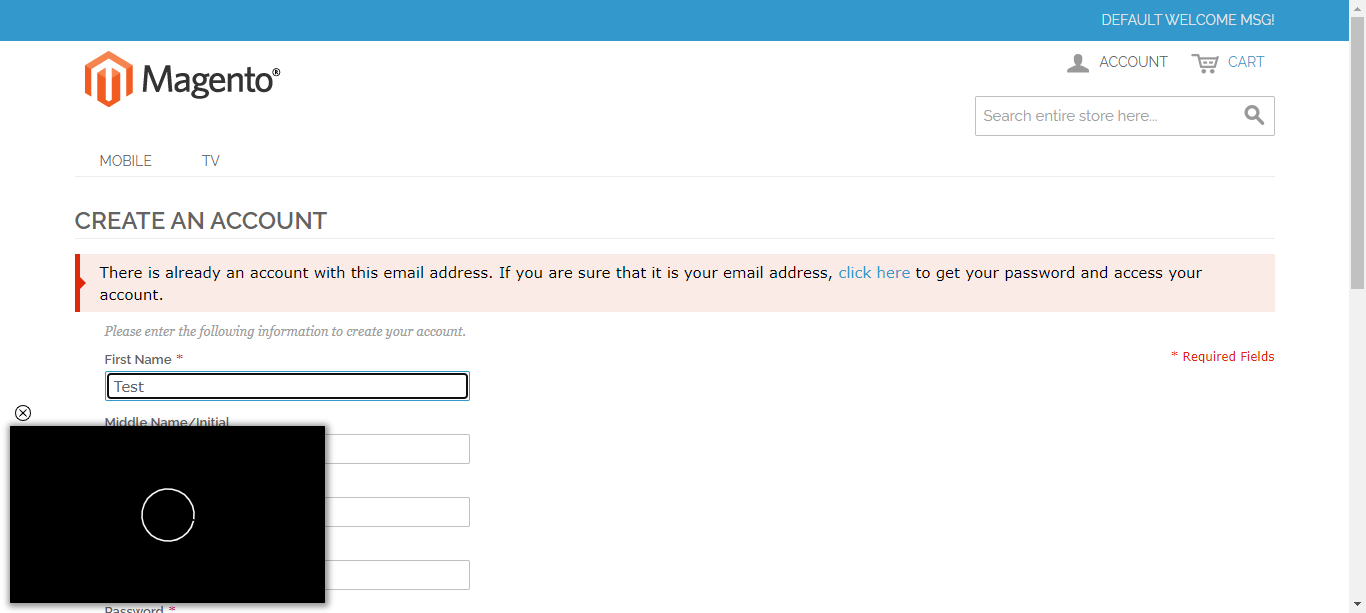 DEFAULT WELCOME MSG!
Magento®
ACCOUNT
CART
Search entire store here...
MOBILE
TV
CREATE AN ACCOUNT
There is already an account with this email address. If you are sure that it is your email address, click here to get your password and access your
account.
Please enter the following information to create your account.
* Required Fields
First Name *
Test
Middle Name/Initial
Password *